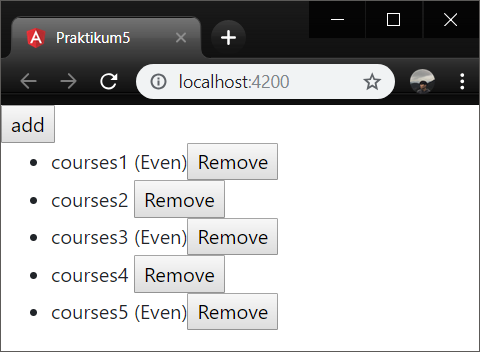 Praktikum5
localhost:4200
add
courses1 (Even) Remove
courses2 Remove
courses3 (Even) Remove
courses4 Remove
courses5 (Even) Remove